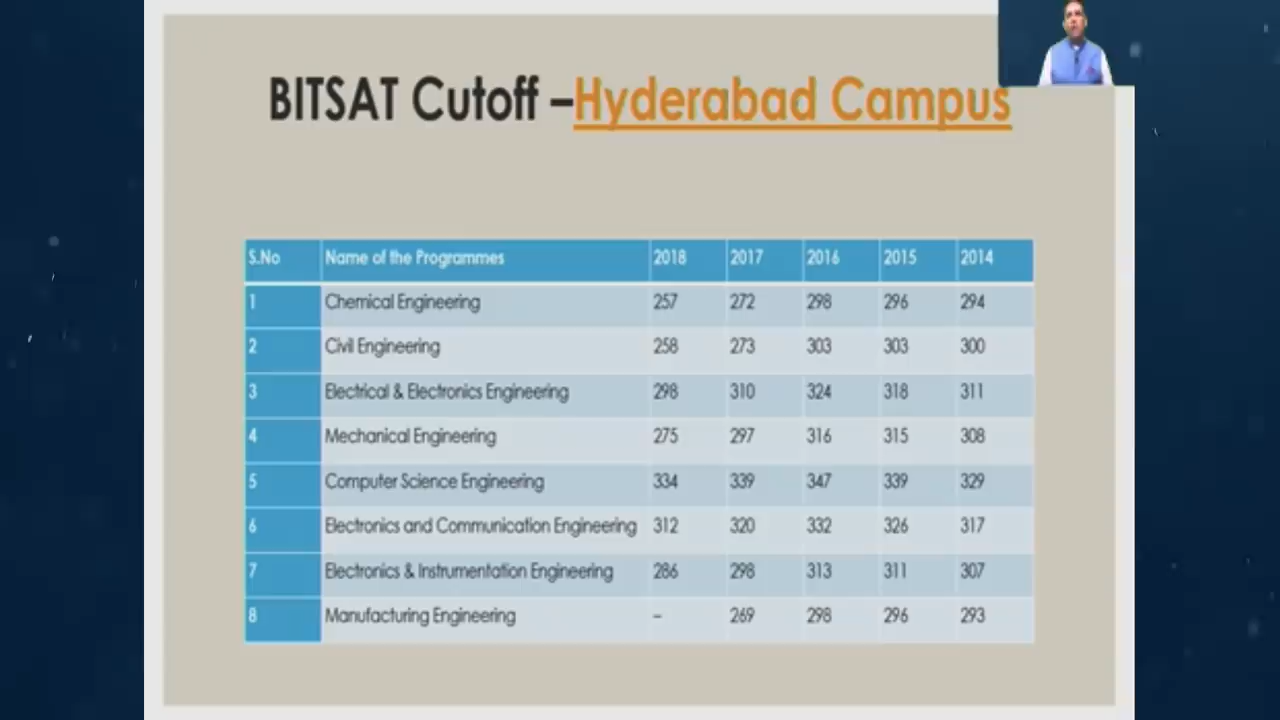 BITSAT Cutoff –Hyderabad Campus
S.No Name of the Programmes 2018 2017 2016 2015 2014
1 Chemical Engineering 257 272 298 296 294
2 Civil Engineering 258 273 303 303 300
3 Electrical & Electronics Engineering 298 310 324 318 311
4 Mechanical Engineering 275 297 316 315 308
5 Computer Science Engineering 334 339 347 339 329
6 Electronics and Communication Engineering 312 320 332 326 317
7 Electronics & Instrumentation Engineering 286 298 313 311 307
8 Manufacturing Engineering – 269 298 296 293